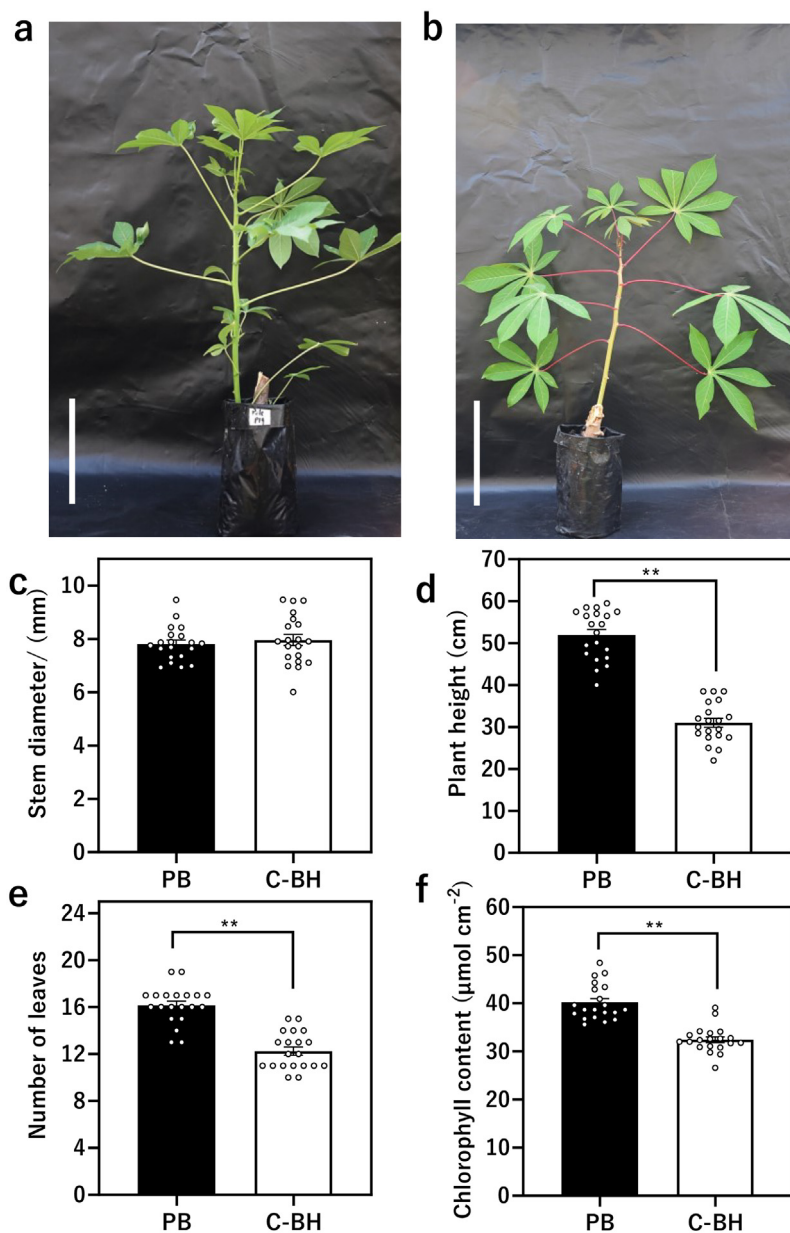 a
b
Pile
c
Stem diameter/ (mm)
10
8
6
4
2
0
PB
C-BH
d
Plant height (cm)
70
60
50
40
30
20
10
0
**
PB
C-BH
e
Number of leaves
24
20
16
12
8
4
0
**
PB
C-BH
f
Chlorophyll content (μmol cm⁻²)
60
50
40
30
20
10
0
**
PB
C-BH